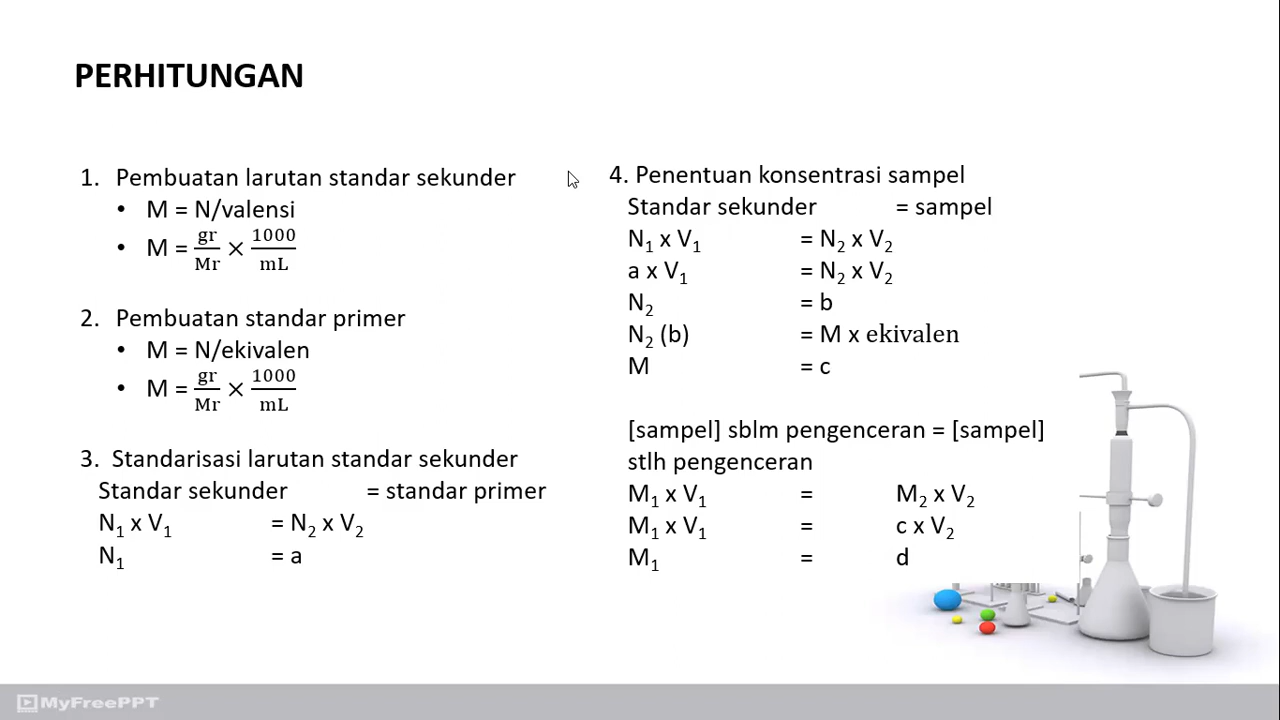 PERHITUNGAN
1. Pembuatan larutan standar sekunder
• M = N/valensi
• M = gr/Mr × 1000/mL
2. Pembuatan standar primer
• M = N/ekivalen
• M = gr/Mr × 1000/mL
3. Standarisasi larutan standar sekunder
Standar sekunder = standar primer
N₁ x V₁ = N₂ x V₂
N₁ = a
4. Penentuan konsentrasi sampel
Standar sekunder = sampel
N₁ x V₁ = N₂ x V₂
a x V₁ = N₂ x V₂
N₂ = b
N₂ (b) = M x ekivalen
M = c
[sampel] sblm pengenceran = [sampel]
stlh pengenceran
M₁ x V₁ = M₂ x V₂
M₁ x V₁ = c x V₂
M₁ = d
MyFreePPT